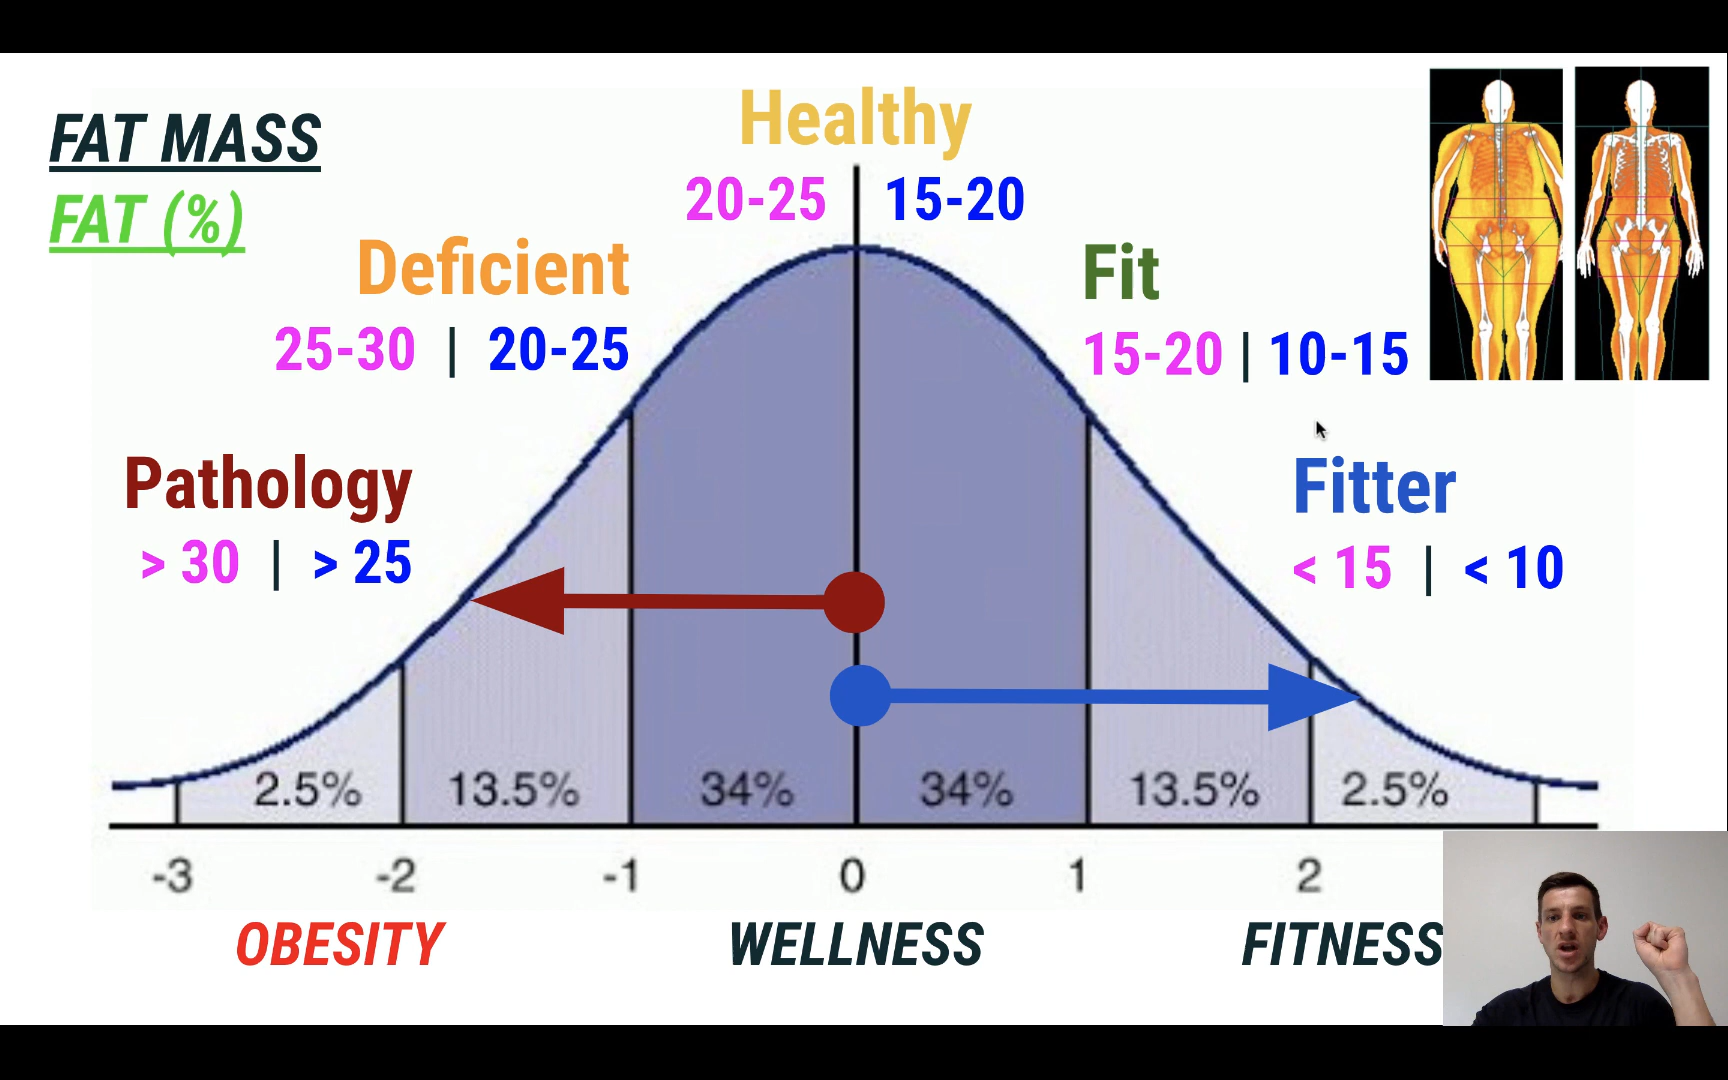 FAT MASS
FAT (%)
Healthy
20-25 15-20
Deficient
25-30 | 20-25
Fit
15-20 | 10-15
Pathology
> 30 | > 25
Fitter
< 15 | < 10
2.5% 13.5% 34% 34% 13.5% 2.5%
-3 -2 -1 0 1 2
OBESITY WELLNESS FITNESS